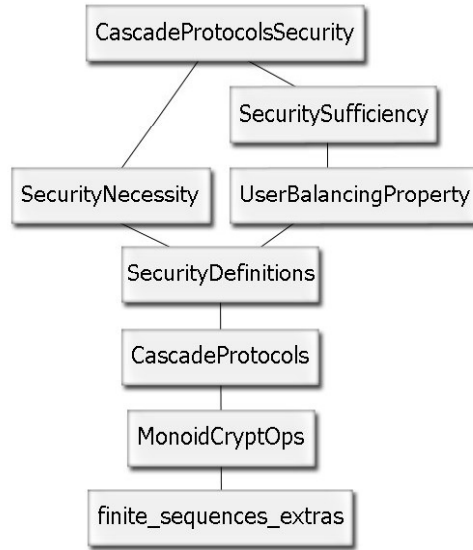 CascadeProtocolsSecurity
SecuritySufficiency
SecurityNecessity
UserBalancingProperty
SecurityDefinitions
CascadeProtocols
MonoidCryptOps
finite_sequences_extras